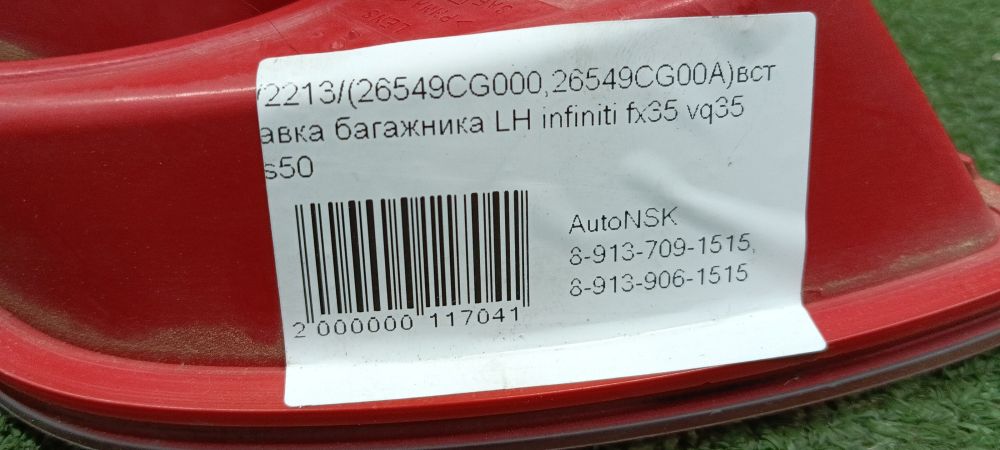 /2213/(26549CG000,26549CG00A)вст
авка багажника LH infiniti fx35 vq35
s50
2 000000 117041
AutoNSK
8-913-709-1515,
8-913-906-1515